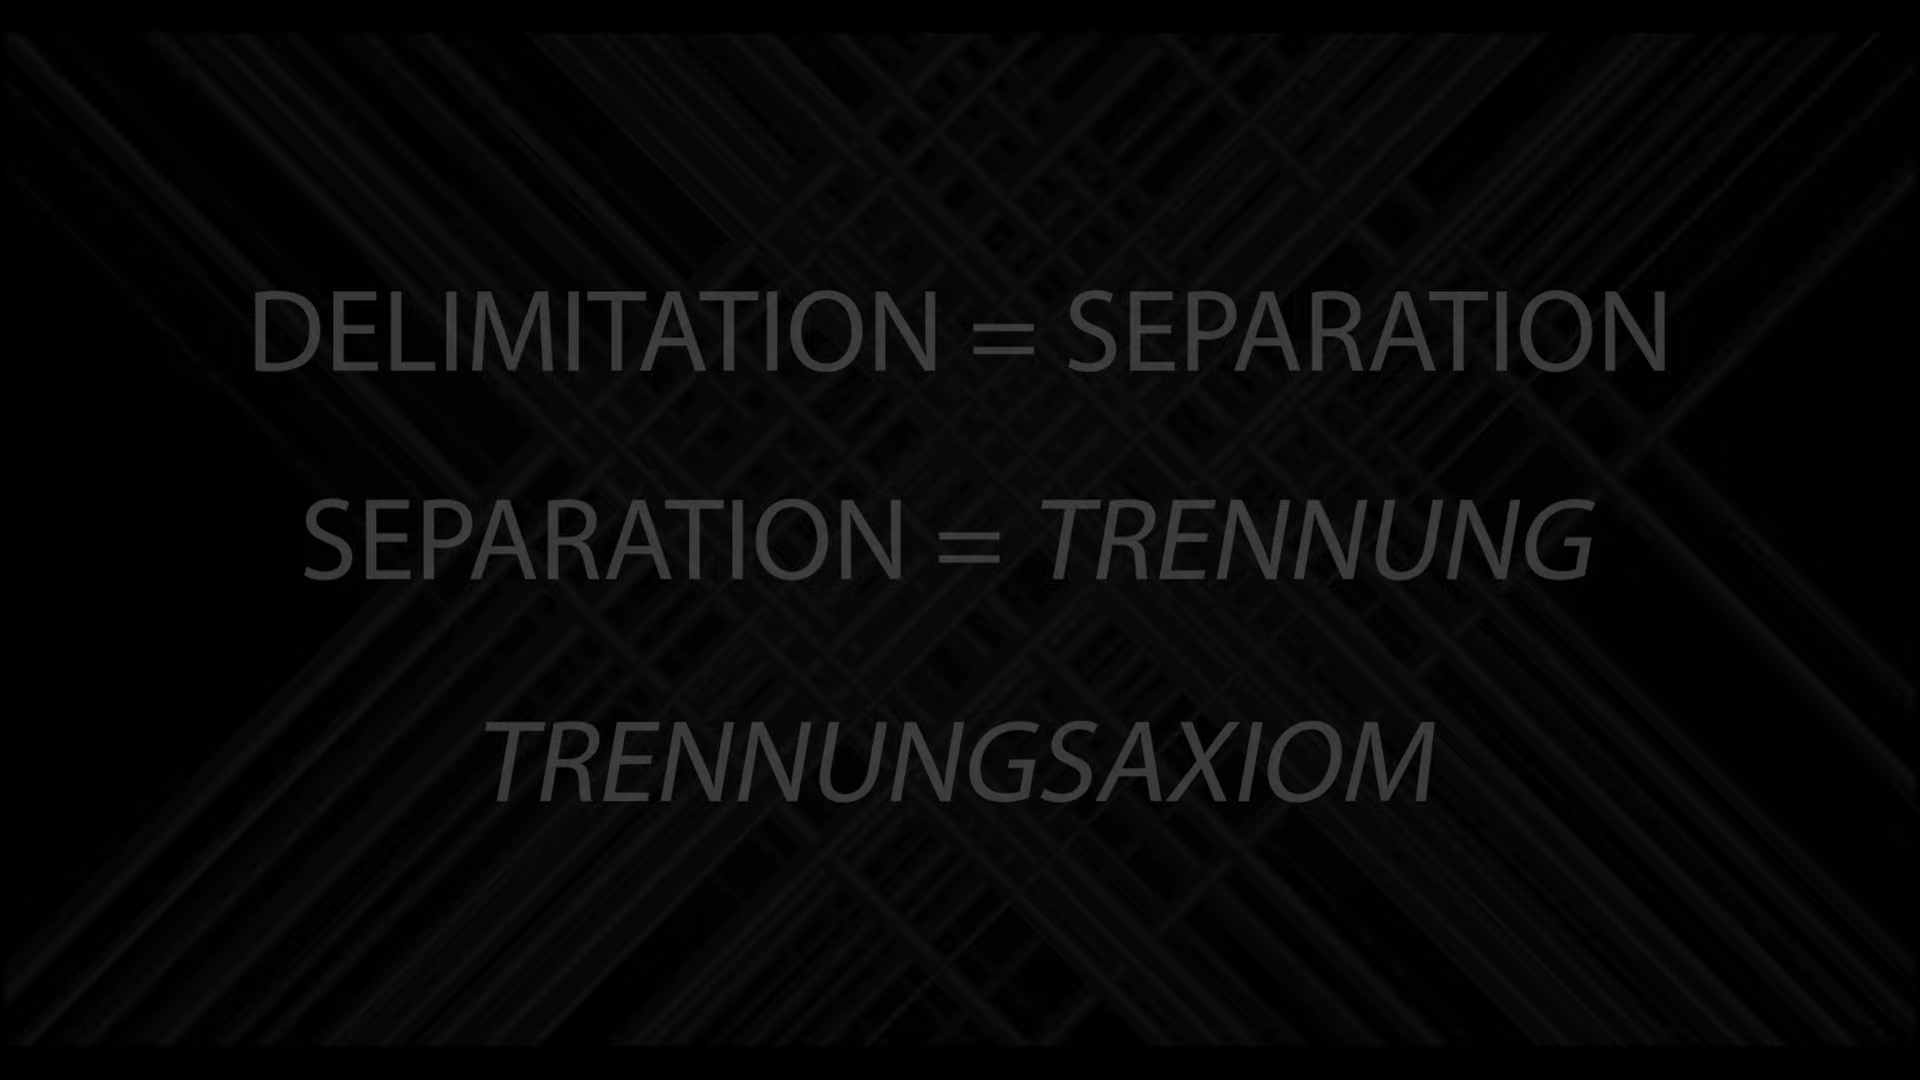 DELIMITATION = SEPARATION
SEPARATION = TRENNUNG
TRENNUNGSAXIOM